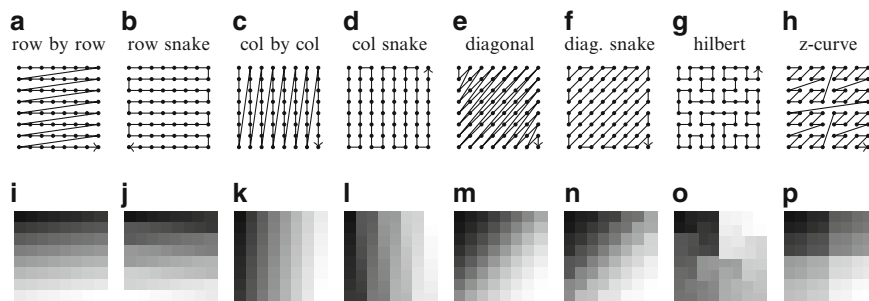 a b c d e f g h
row by row row snake col by col col snake diagonal diag. snake hilbert z-curve
i j k l m n o p